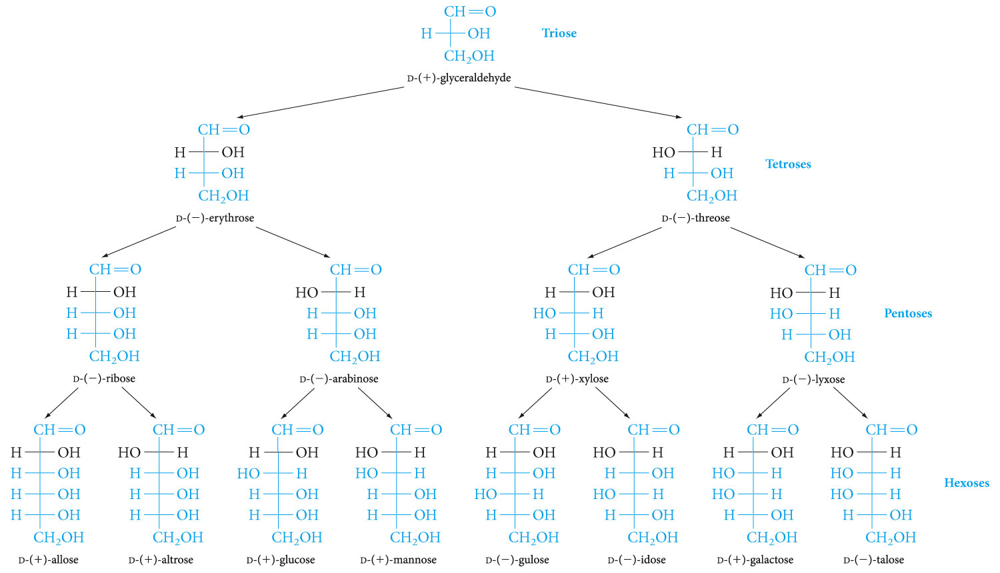 CH=O
H OH Triose
CH₂OH
D-(+)-glyceraldehyde
CH=O CH=O
H OH HO H
Tetroses
H OH H OH
CH₂OH CH₂OH
D-(−)-erythrose D-(−)-threose
CH=O CH=O CH=O CH=O
H OH HO H H OH HO H
H OH H OH HO H HO H Pentoses
H OH H OH H OH H OH
CH₂OH CH₂OH CH₂OH CH₂OH
D-(−)-ribose D-(−)-arabinose D-(+)-xylose D-(−)-lyxose
CH=O CH=O CH=O CH=O CH=O CH=O CH=O CH=O
H OH HO H H OH HO H H OH HO H H OH HO H
H OH H OH HO H HO H H OH H OH HO H HO H
Hexoses
H OH H OH H OH H OH HO H HO H HO H HO H
H OH H OH H OH H OH H OH H OH H OH H OH
CH₂OH CH₂OH CH₂OH CH₂OH CH₂OH CH₂OH CH₂OH CH₂OH
D-(+)-allose D-(+)-altrose D-(+)-glucose D-(+)-mannose D-(−)-gulose D-(−)-idose D-(+)-galactose D-(−)-talose